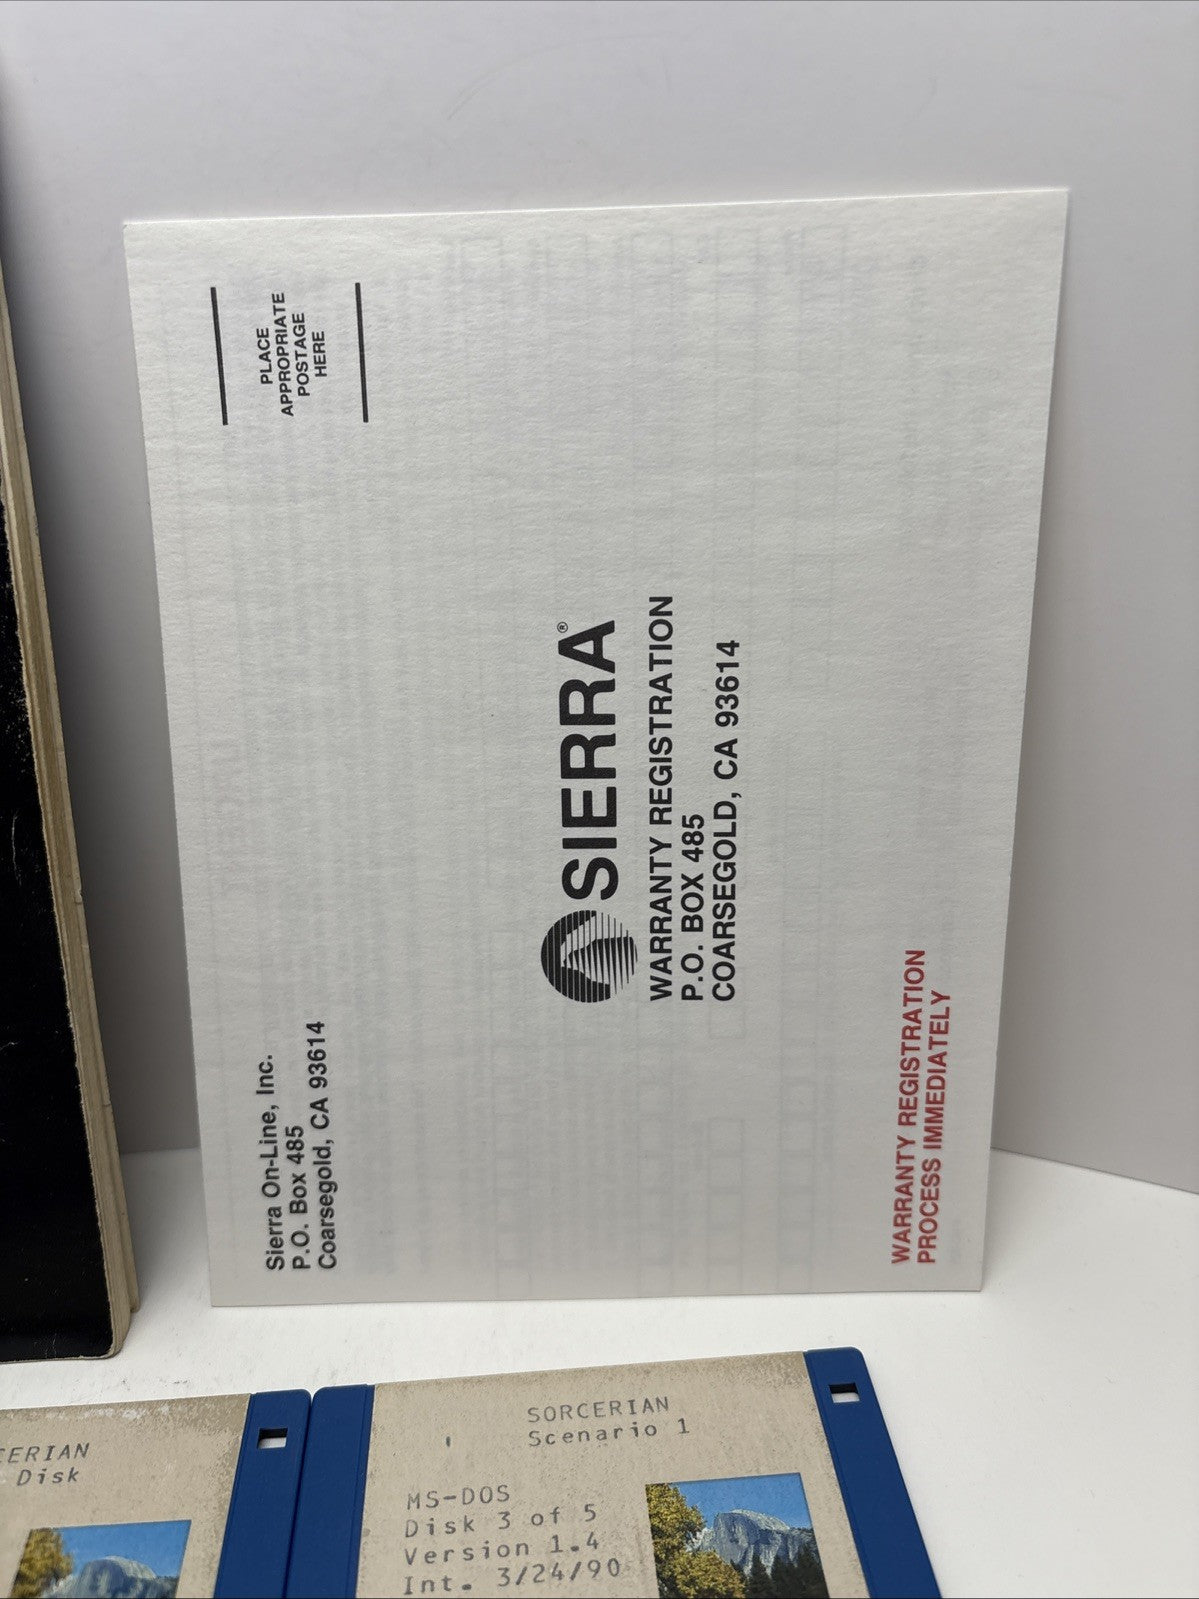 PLACE
APPROPRIATE
POSTAGE
HERE
Sierra On-Line, Inc.
P.O. Box 485
Coarsegold, CA 93614
SIERRA®
WARRANTY REGISTRATION
P.O. BOX 485
COARSEGOLD, CA 93614
WARRANTY REGISTRATION
PROCESS IMMEDIATELY
CERIAN
Disk
SORCERIAN
Scenario 1
MS-DOS
Disk 3 of 5
Version 1.4
Int. 3/24/90